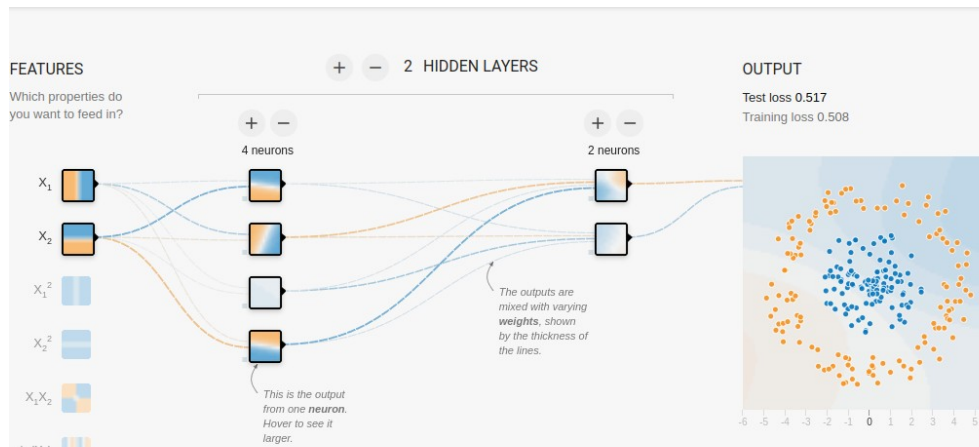 + − 2 HIDDEN LAYERS
FEATURES
Which properties do
you want to feed in?
+ −
4 neurons
+ −
2 neurons
OUTPUT
Test loss 0.517
Training loss 0.508
X₁
X₂
X₁²
X₂²
X₁X₂
The outputs are
mixed with varying
weights, shown
by the thickness of
the lines.
This is the output
from one neuron.
Hover to see it
larger.
-6 -5 -4 -3 -2 -1 0 1 2 3 4 5